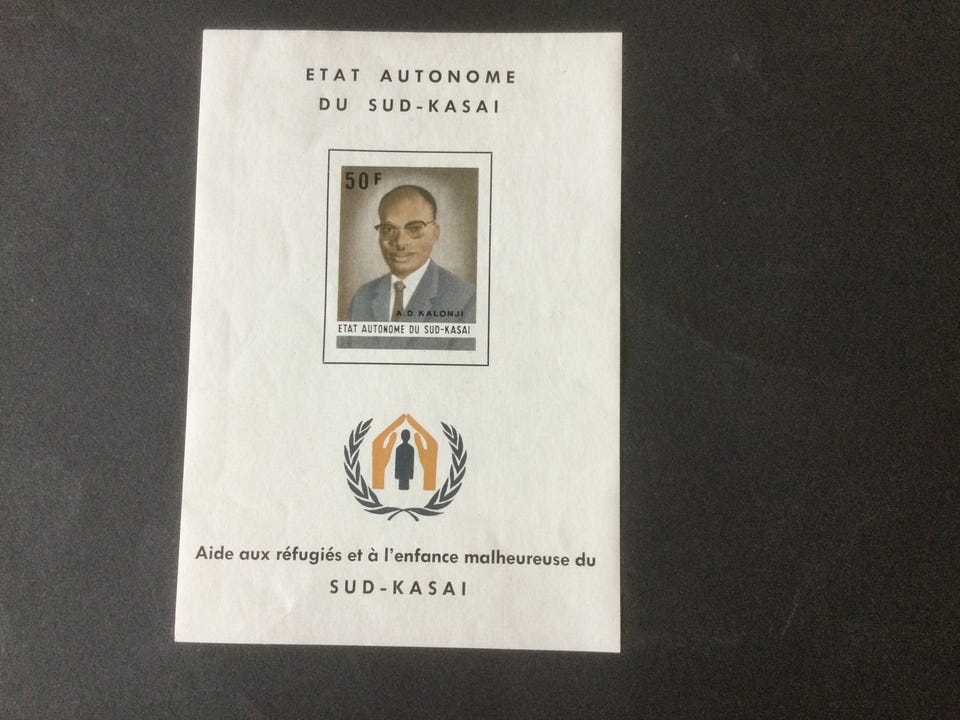 ETAT AUTONOME
DU SUD-KASAI
50F
A.D. KALONJI
ETAT AUTONOME DU SUD-KASAI
Aide aux réfugiés et à l'enfance malheureuse du
SUD-KASAI